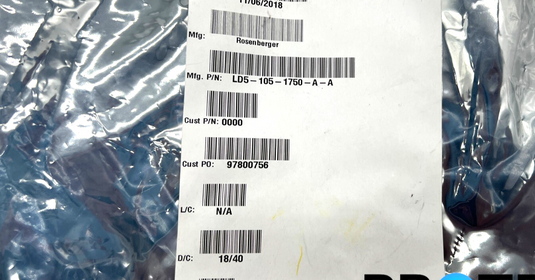 11/06/2018
Mfg:
Rosenberger
Mfg. P/N: LD5-105-1750-A-A
Cust P/N: 0000
Cust PO: 97800756
L/C: N/A
D/C: 18/40